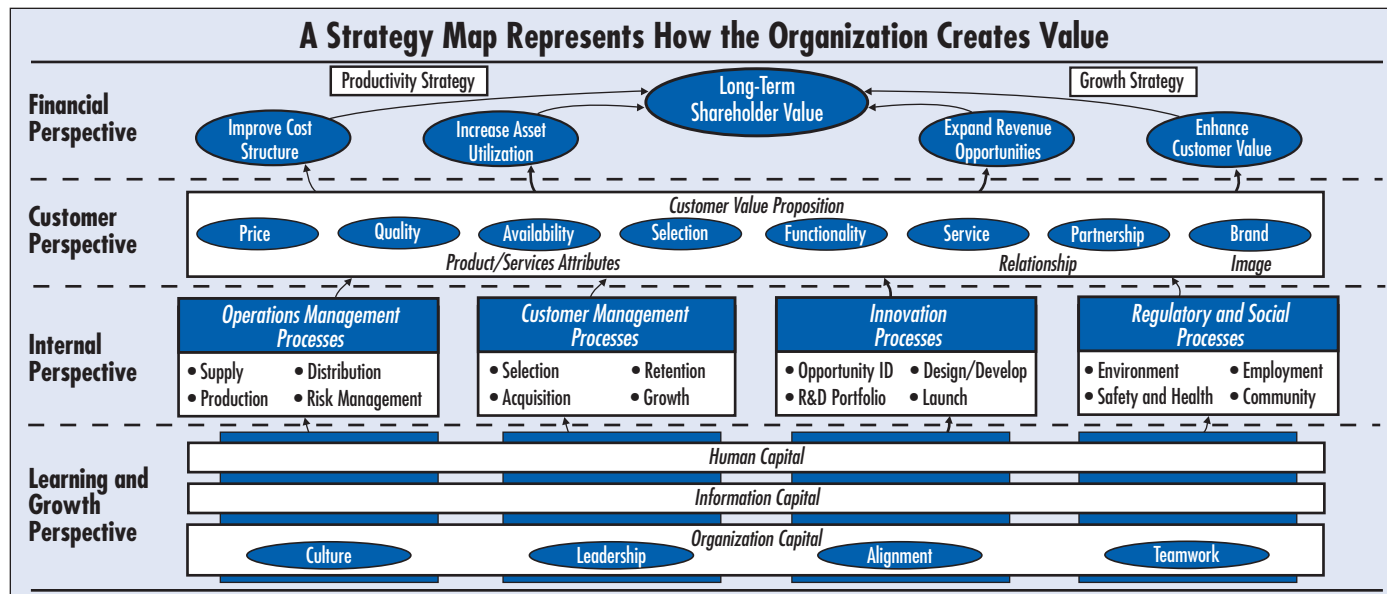 A Strategy Map Represents How the Organization Creates Value
Financial
Perspective
Productivity Strategy
Growth Strategy
Long-Term
Shareholder Value
Improve Cost
Structure
Increase Asset
Utilization
Expand Revenue
Opportunities
Enhance
Customer Value
Customer
Perspective
Customer Value Proposition
Price
Quality
Availability
Selection
Functionality
Service
Partnership
Brand
Product/Services Attributes
Relationship
Image
Internal
Perspective
Operations Management
Processes
• Supply
• Distribution
• Production
• Risk Management
Customer Management
Processes
• Selection
• Retention
• Acquisition
• Growth
Innovation
Processes
• Opportunity ID
• Design/Develop
• R&D Portfolio
• Launch
Regulatory and Social
Processes
• Environment
• Employment
• Safety and Health
• Community
Learning and
Growth
Perspective
Human Capital
Information Capital
Organization Capital
Culture
Leadership
Alignment
Teamwork